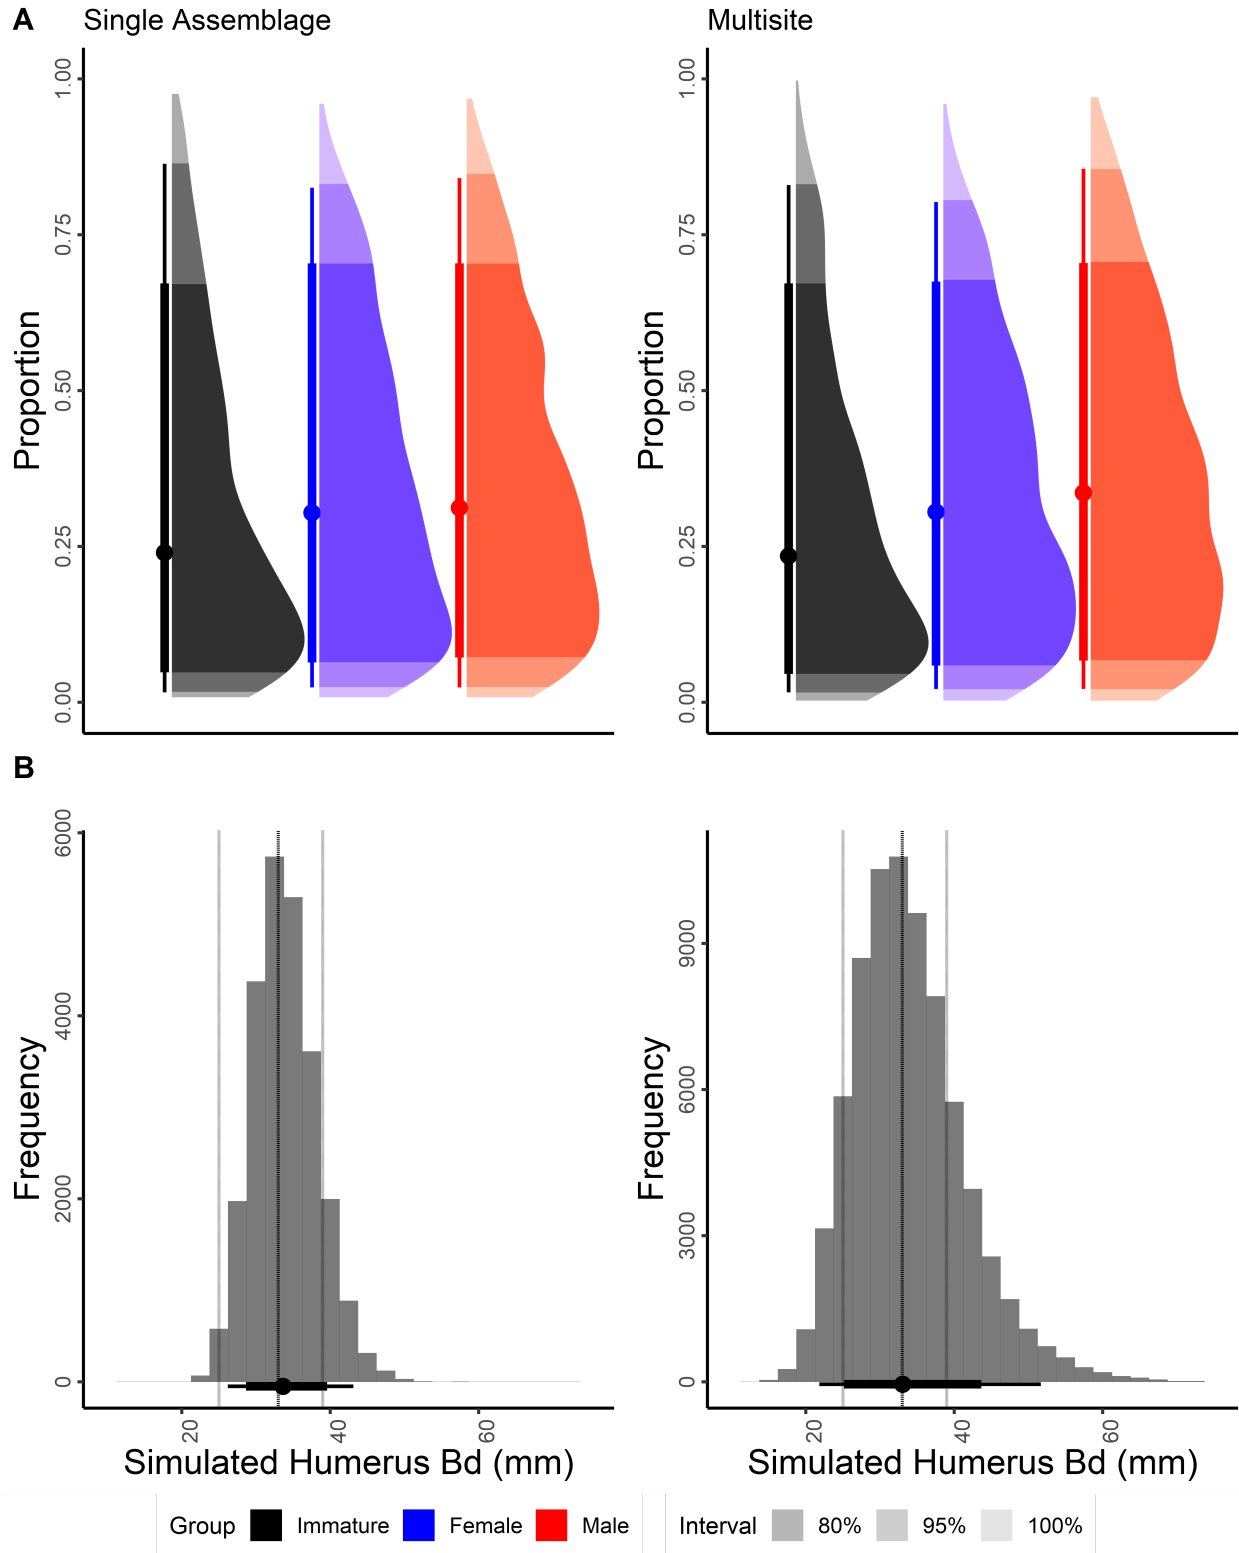 A
Single Assemblage
Multisite
Proportion
1.00
0.75
0.50
0.25
0.00
Proportion
1.00
0.75
0.50
0.25
0.00
B
Frequency
6000
4000
2000
0
20
40
60
Simulated Humerus Bd (mm)
Frequency
9000
6000
3000
0
20
40
60
Simulated Humerus Bd (mm)
Group Immature Female Male
Interval 80% 95% 100%